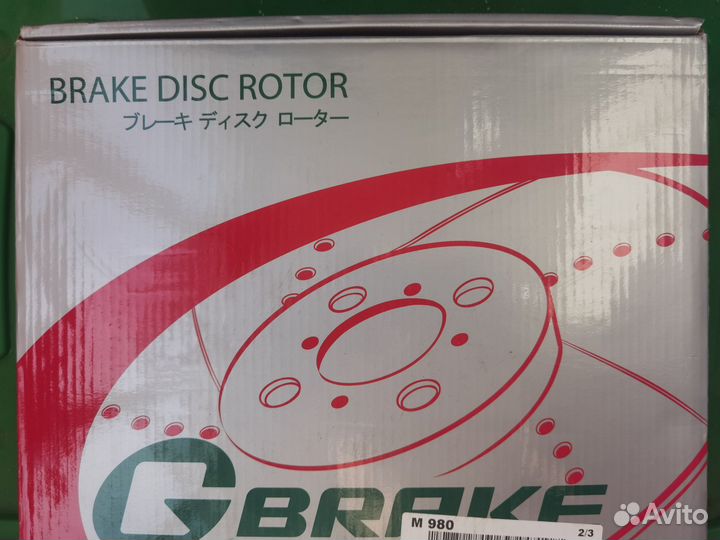 BRAKE DISC ROTOR
ブレーキ ディスク ローター
G BRAKE
M 980
2/3
Avito